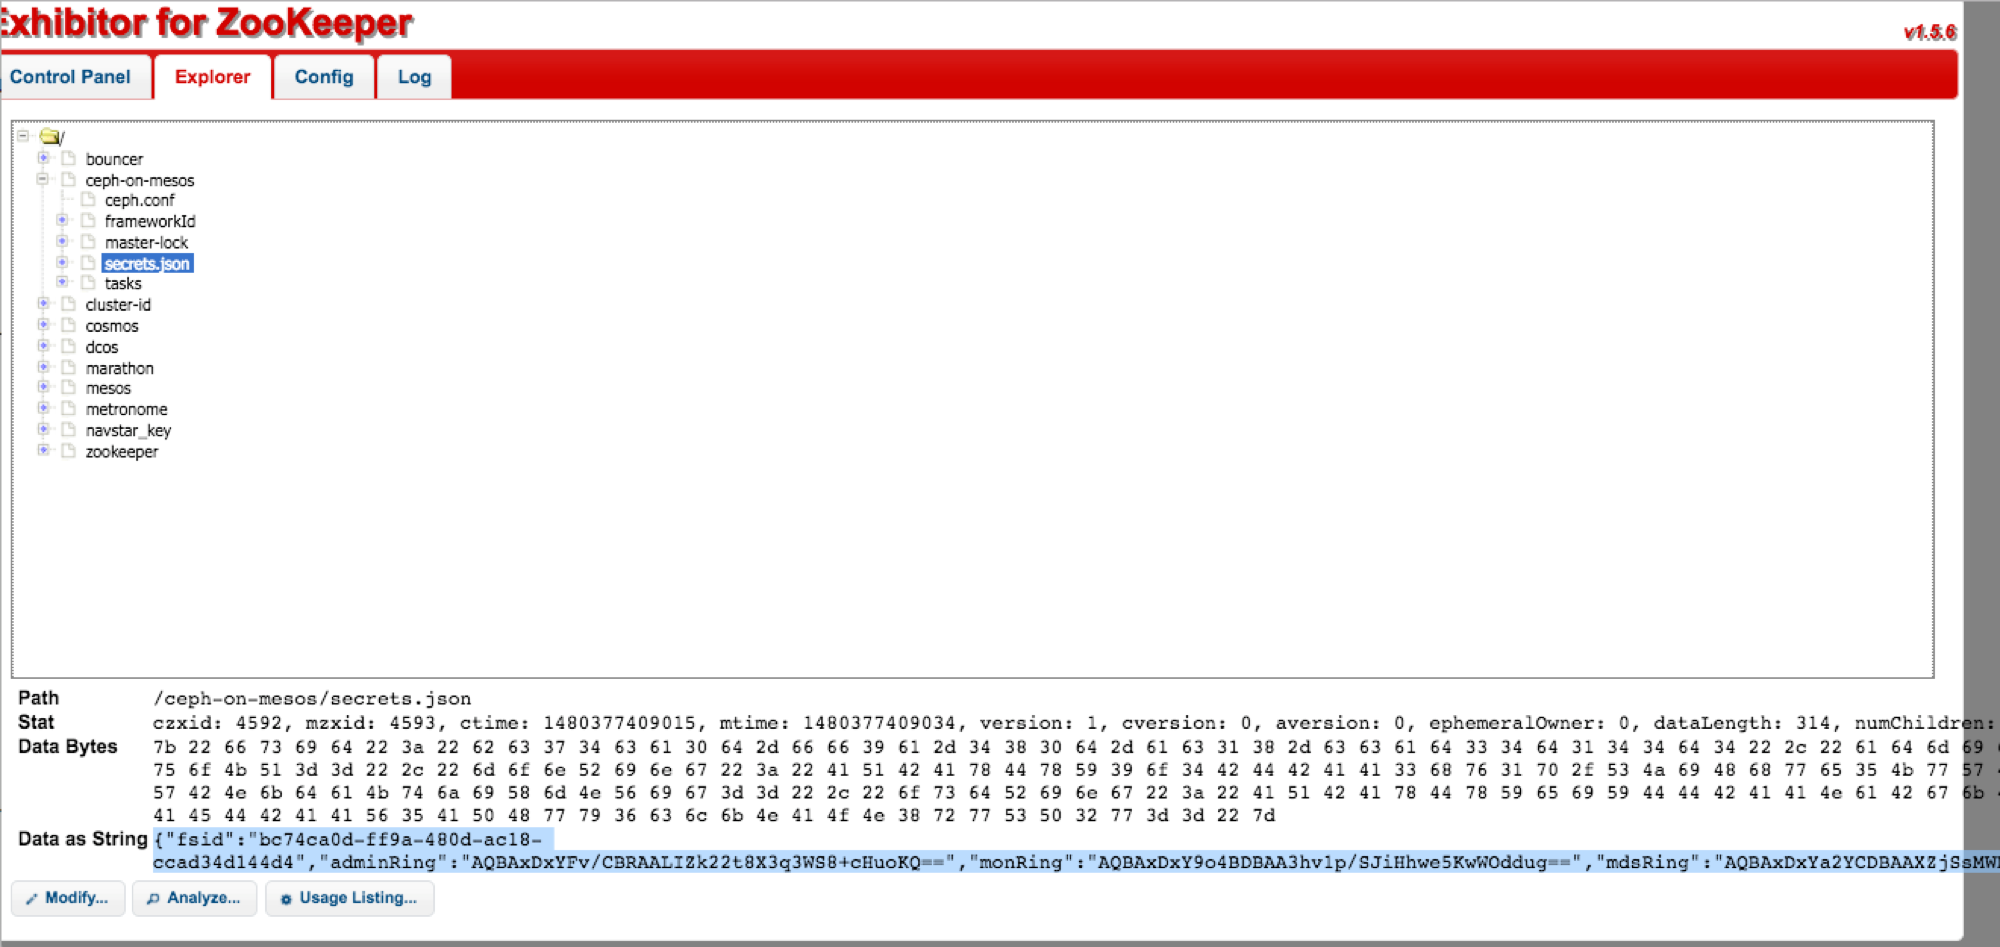 Exhibitor for ZooKeeper
v1.5.6
Control Panel
Explorer
Config
Log
/
bouncer
ceph-on-mesos
ceph.conf
frameworkId
master-lock
secrets.json
tasks
cluster-id
cosmos
dcos
marathon
mesos
metronome
navstar_key
zookeeper
Path /ceph-on-mesos/secrets.json
Stat czxid: 4592, mzxid: 4593, ctime: 1480377409015, mtime: 1480377409034, version: 1, cversion: 0, aversion: 0, ephemeralOwner: 0, dataLength: 314, numChildren:
Data Bytes 7b 22 66 73 69 64 22 3a 22 62 63 37 34 63 61 30 64 2d 66 66 39 61 2d 34 38 30 64 2d 61 63 31 38 2d 63 63 61 64 33 34 64 31 34 34 64 34 22 2c 22 61 64 6d 69
75 6f 4b 51 3d 3d 22 2c 22 6d 6f 6e 52 69 6e 67 22 3a 22 41 51 42 41 78 44 78 59 39 6f 34 42 44 42 41 41 33 68 76 31 70 2f 53 4a 69 48 68 77 65 35 4b 77 57
57 42 4e 6b 64 61 4b 74 6a 69 58 6d 4e 56 69 67 3d 3d 22 2c 22 6f 73 64 52 69 6e 67 22 3a 22 41 51 42 41 78 44 78 59 65 69 59 44 44 42 41 41 4e 61 42 67 6b
41 45 44 42 41 41 56 35 41 50 48 77 79 36 63 6c 6b 4e 41 4f 4e 38 72 77 53 50 32 77 3d 3d 22 7d
Data as String {"fsid":"bc74ca0d-ff9a-480d-ac18-
ccad34d144d4","adminRing":"AQBAxDxYFv/CBRAALIZk22t8X3q3WS8+cHuoKQ==","monRing":"AQBAxDxY9o4BDBAA3hv1p/SJiHhwe5KwWOddug==","mdsRing":"AQBAxDxYa2YCDBAAXZjSsMW
Modify...
Analyze...
Usage Listing...